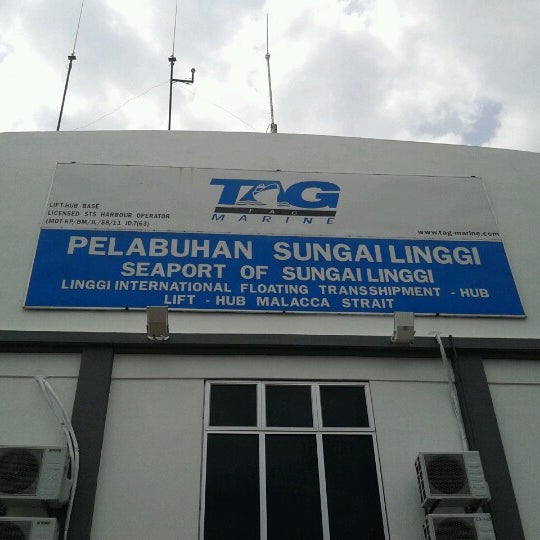 TAG
TAG
MARINE
LIFT-HUB BASE
LICENSED STS HARBOUR OPERATOR
www.tag-marine.com
PELABUHAN SUNGAI LINGGI
SEAPORT OF SUNGAI LINGGI
LINGGI INTERNATIONAL FLOATING TRANSSHIPMENT - HUB
LIFT - HUB MALACCA STRAIT